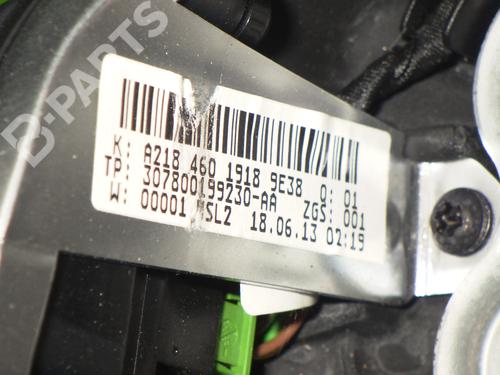 B-PARTS
K: A218 460 1918 9E38 Q: 01
TP: 307800199230-AA ZGS: 001
W: 00001 SL2 18.06.13 02:19